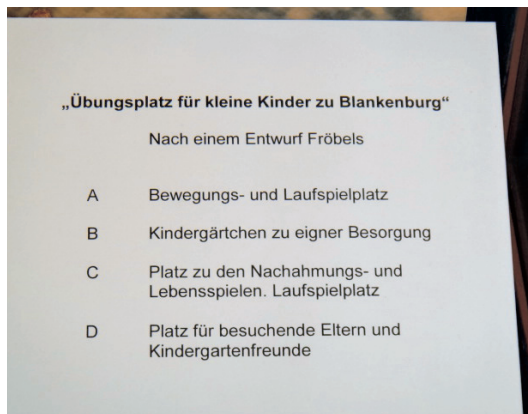 „Übungsplatz für kleine Kinder zu Blankenburg“
Nach einem Entwurf Fröbels
A Bewegungs- und Laufspielplatz
B Kindergärtchen zu eigner Besorgung
C Platz zu den Nachahmungs- und
Lebensspielen. Laufspielplatz
D Platz für besuchende Eltern und
Kindergartenfreunde